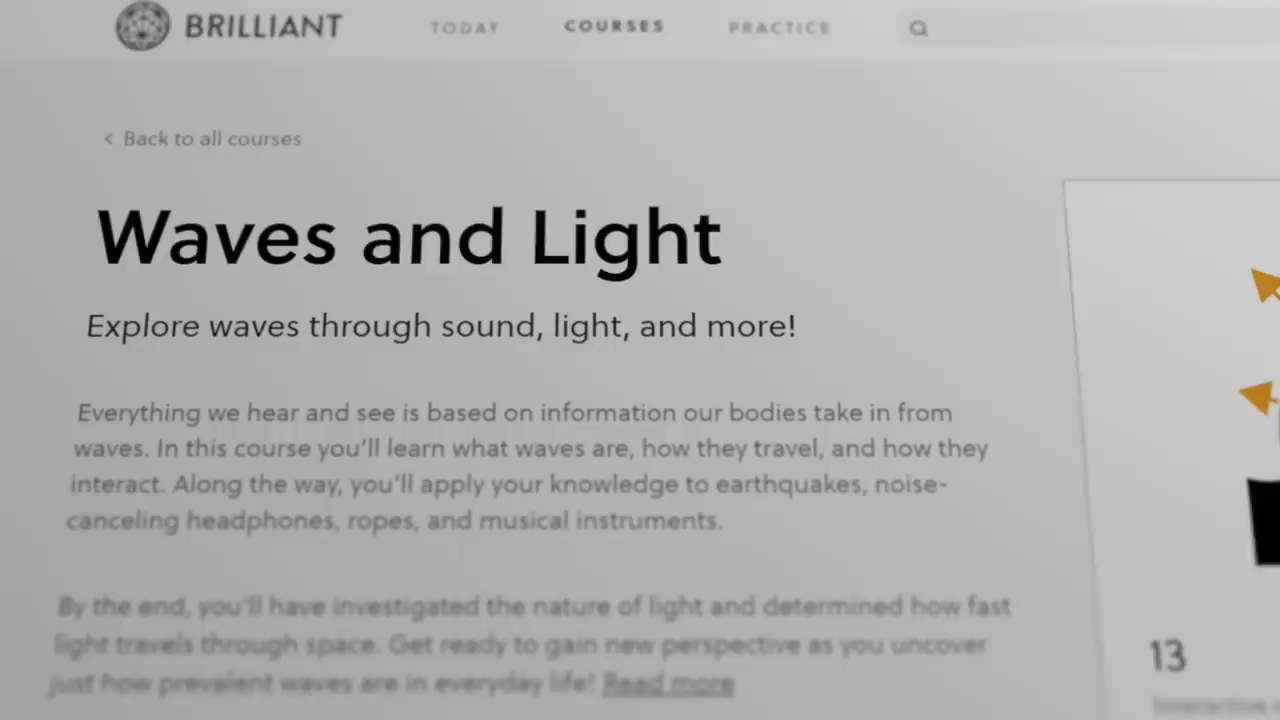 BRILLIANT TODAY COURSES PRACTICE
< Back to all courses
Waves and Light
Explore waves through sound, light, and more!
Everything we hear and see is based on information our bodies take in from
waves. In this course you'll learn what waves are, how they travel, and how they
interact. Along the way, you'll apply your knowledge to earthquakes, noise-
canceling headphones, ropes, and musical instruments.
By the end, you'll have investigated the nature of light and determined how fast
light travels through space. Get ready to gain new perspective as you uncover
just how prevalent waves are in everyday life! Read more
13
Interactive